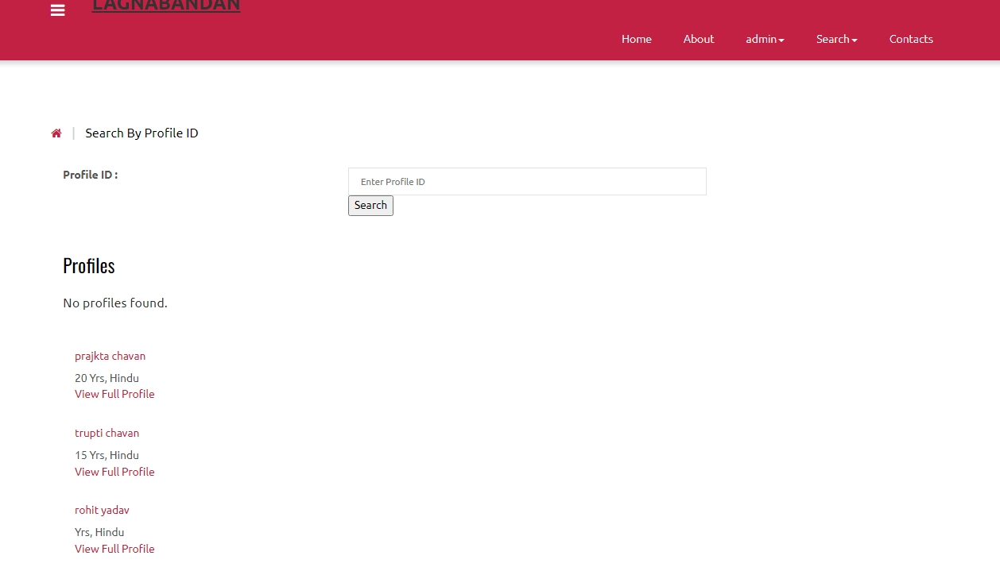 LAGNABANDAN
Home About admin Search Contacts
| Search By Profile ID
Profile ID :
Enter Profile ID
Search
Profiles
No profiles found.
prajkta chavan
20 Yrs, Hindu
View Full Profile
trupti chavan
15 Yrs, Hindu
View Full Profile
rohit yadav
Yrs, Hindu
View Full Profile